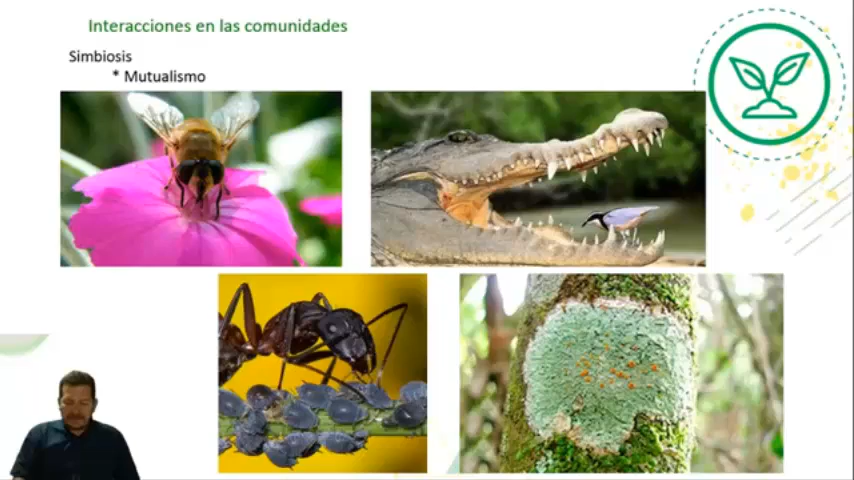 Interacciones en las comunidades
Simbiosis
* Mutualismo